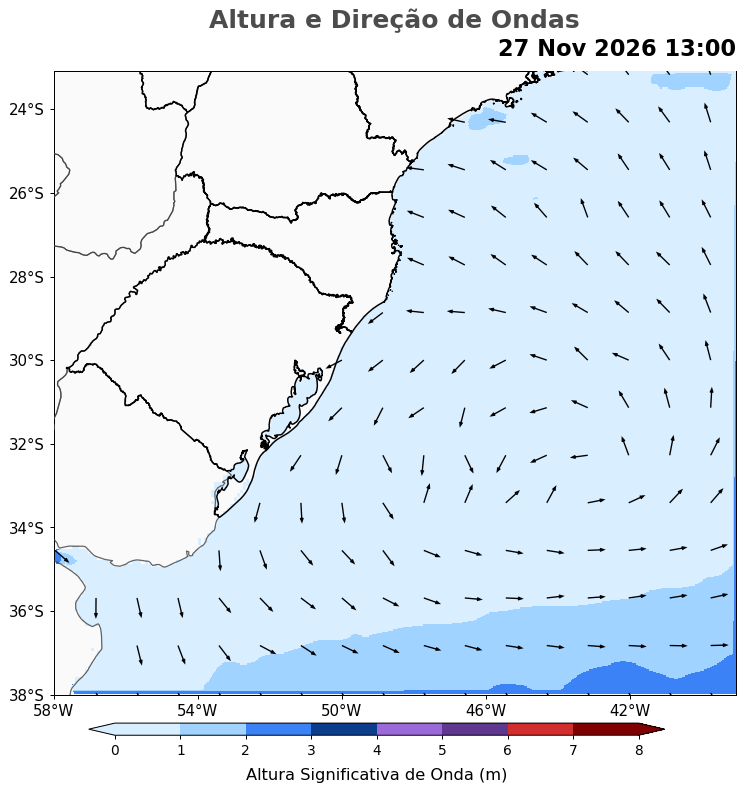 Altura e Direção de Ondas
27 Nov 2026 13:00
24°S
26°S
28°S
30°S
32°S
34°S
36°S
38°S
58°W 54°W 50°W 46°W 42°W
0 1 2 3 4 5 6 7 8
Altura Significativa de Onda (m)